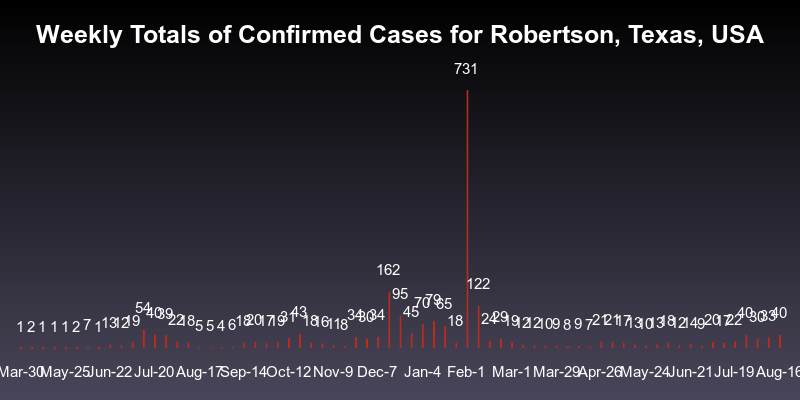 Weekly Totals of Confirmed Cases for Robertson, Texas, USA
731
162
122
95
79
70
65
54
45
40 39 43 40
34 30 34 31
1 2 1 1 1 2 7 1 13 12 19 22 18 5 5 4 6 18 20 17 19 18 16 11 8 18 24 29 19 12 12 10 9 8 9 7 21 21 17 13 10 13 18 12 14 9 20 17 22 30 33
Mar-30 May-25 Jun-22 Jul-20 Aug-17 Sep-14 Oct-12 Nov-9 Dec-7 Jan-4 Feb-1 Mar-1 Mar-29 Apr-26 May-24 Jun-21 Jul-19 Aug-16